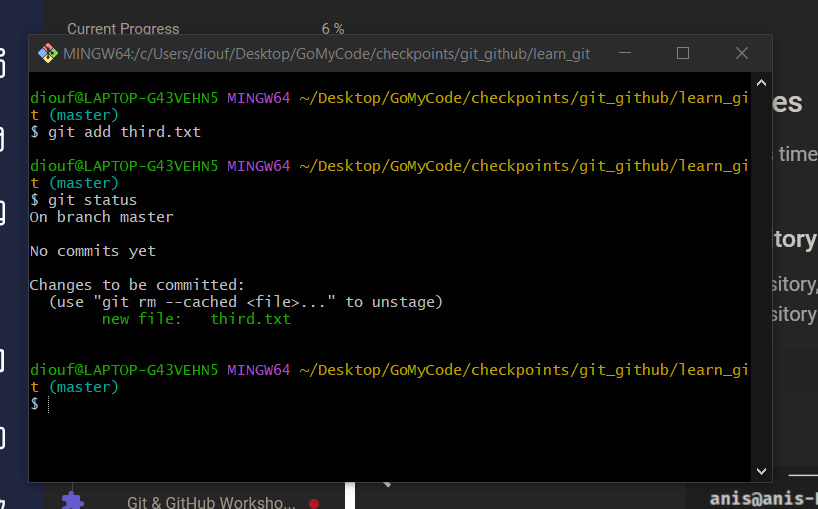 Current Progress 6 %
MINGW64:/c/Users/diouf/Desktop/GoMyCode/checkpoints/git_github/learn_git
diouf@LAPTOP-G43VEHN5 MINGW64 ~/Desktop/GoMyCode/checkpoints/git_github/learn_gi
t (master)
$ git add third.txt
diouf@LAPTOP-G43VEHN5 MINGW64 ~/Desktop/GoMyCode/checkpoints/git_github/learn_gi
t (master)
$ git status
On branch master
No commits yet
Changes to be committed:
(use "git rm --cached <file>..." to unstage)
new file: third.txt
diouf@LAPTOP-G43VEHN5 MINGW64 ~/Desktop/GoMyCode/checkpoints/git_github/learn_gi
t (master)
$
es
time
tory
sitory,
sitory
Git & GitHub Worksho...
anis@anis-